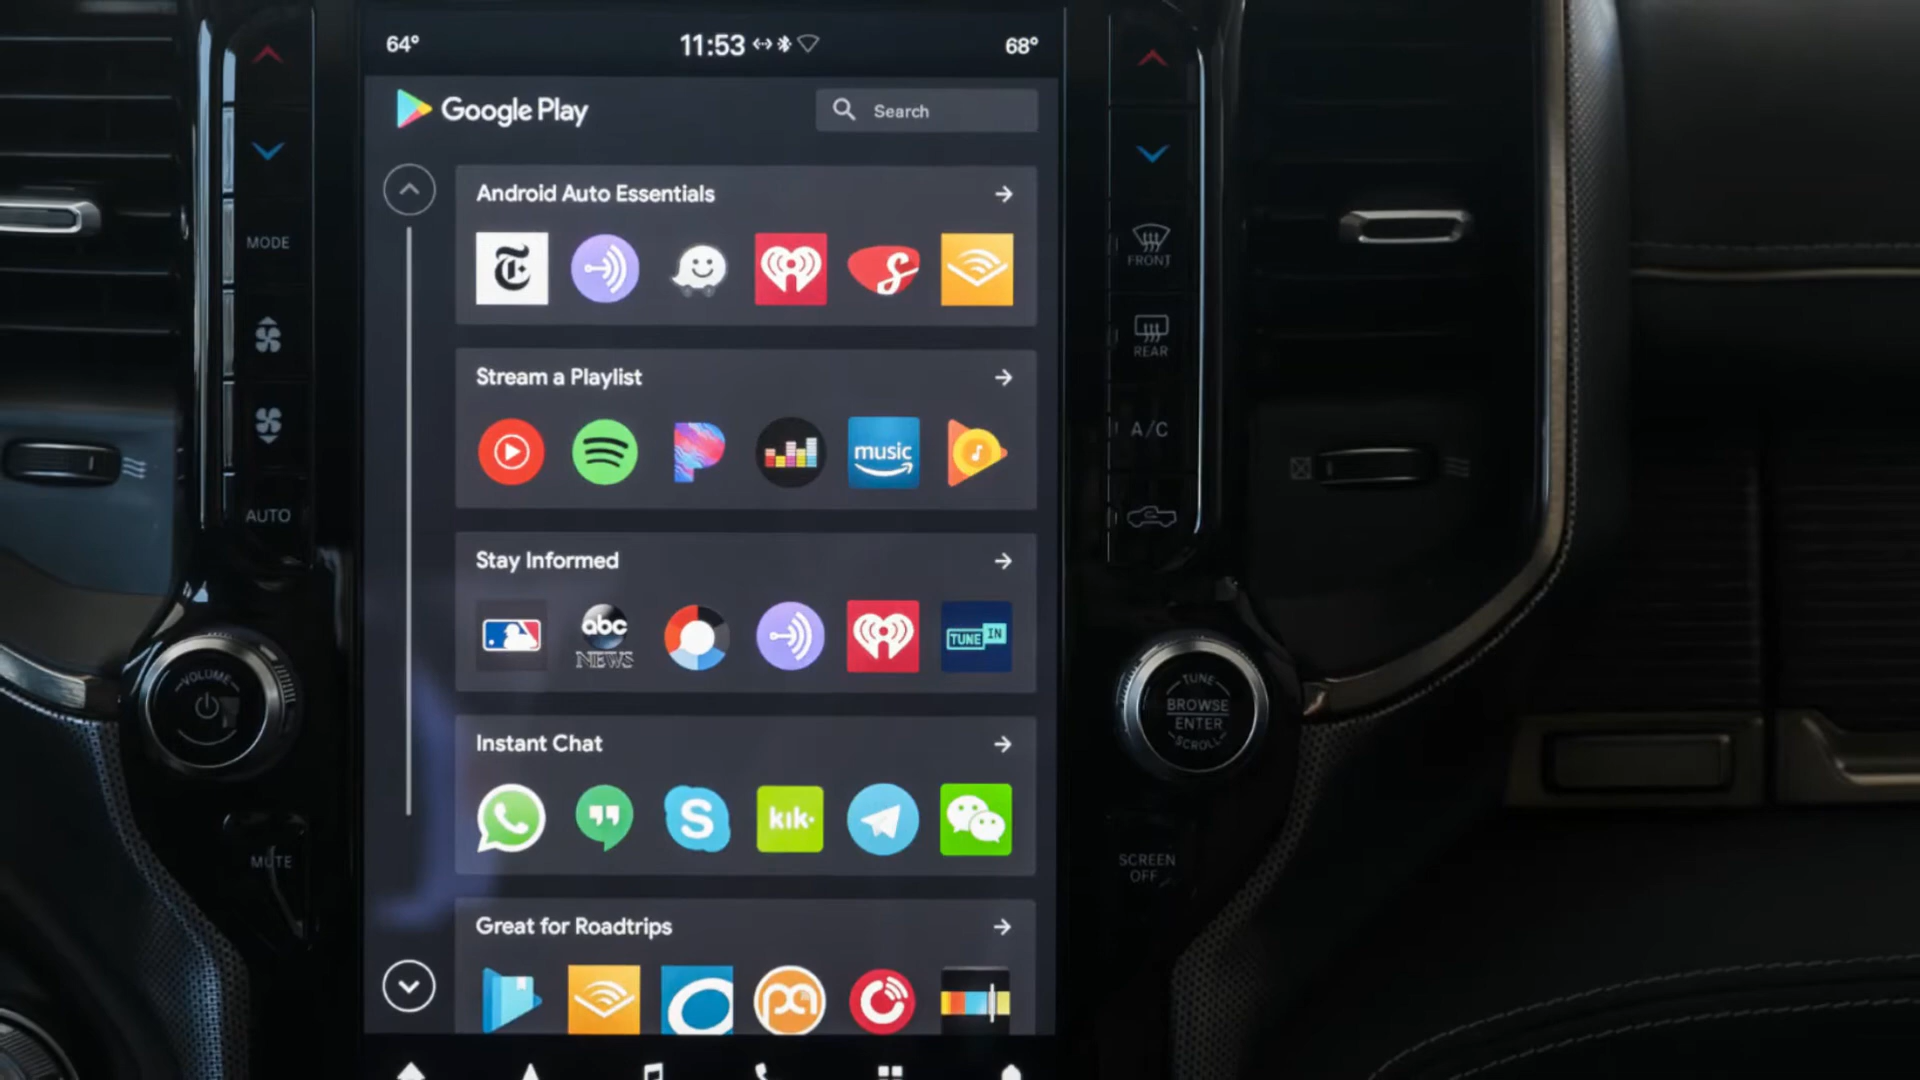 64°
11:53
68°
Google Play
Search
Android Auto Essentials
Stream a Playlist
music
Stay Informed
abc
NEWS
TUNE IN
Instant Chat
S
kik·
Great for Roadtrips
MODE
AUTO
VOLUME
MUTE
FRONT
REAR
A/C
TUNE
BROWSE
ENTER
SCROLL
SCREEN
OFF